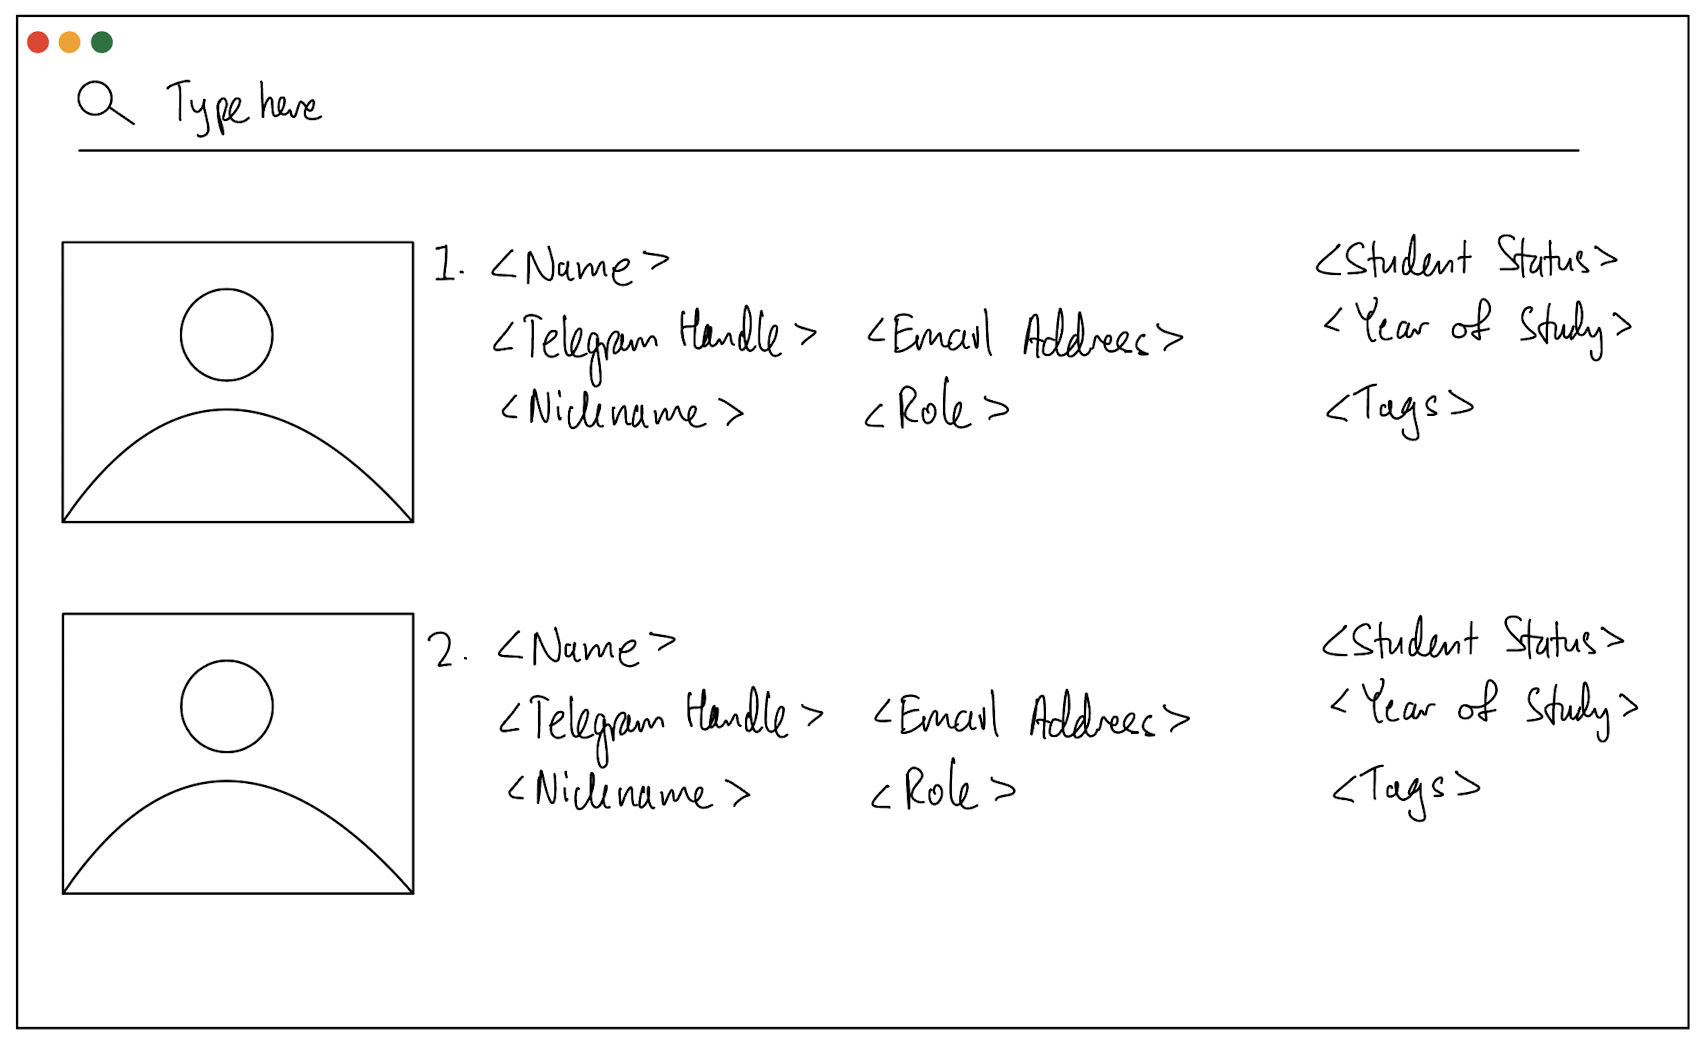 Type here
1. <Name> <Student Status>
<Telegram Handle> <Email Address> <Year of Study>
<Nickname> <Role> <Tags>
2. <Name> <Student Status>
<Telegram Handle> <Email Address> <Year of Study>
<Nickname> <Role> <Tags>